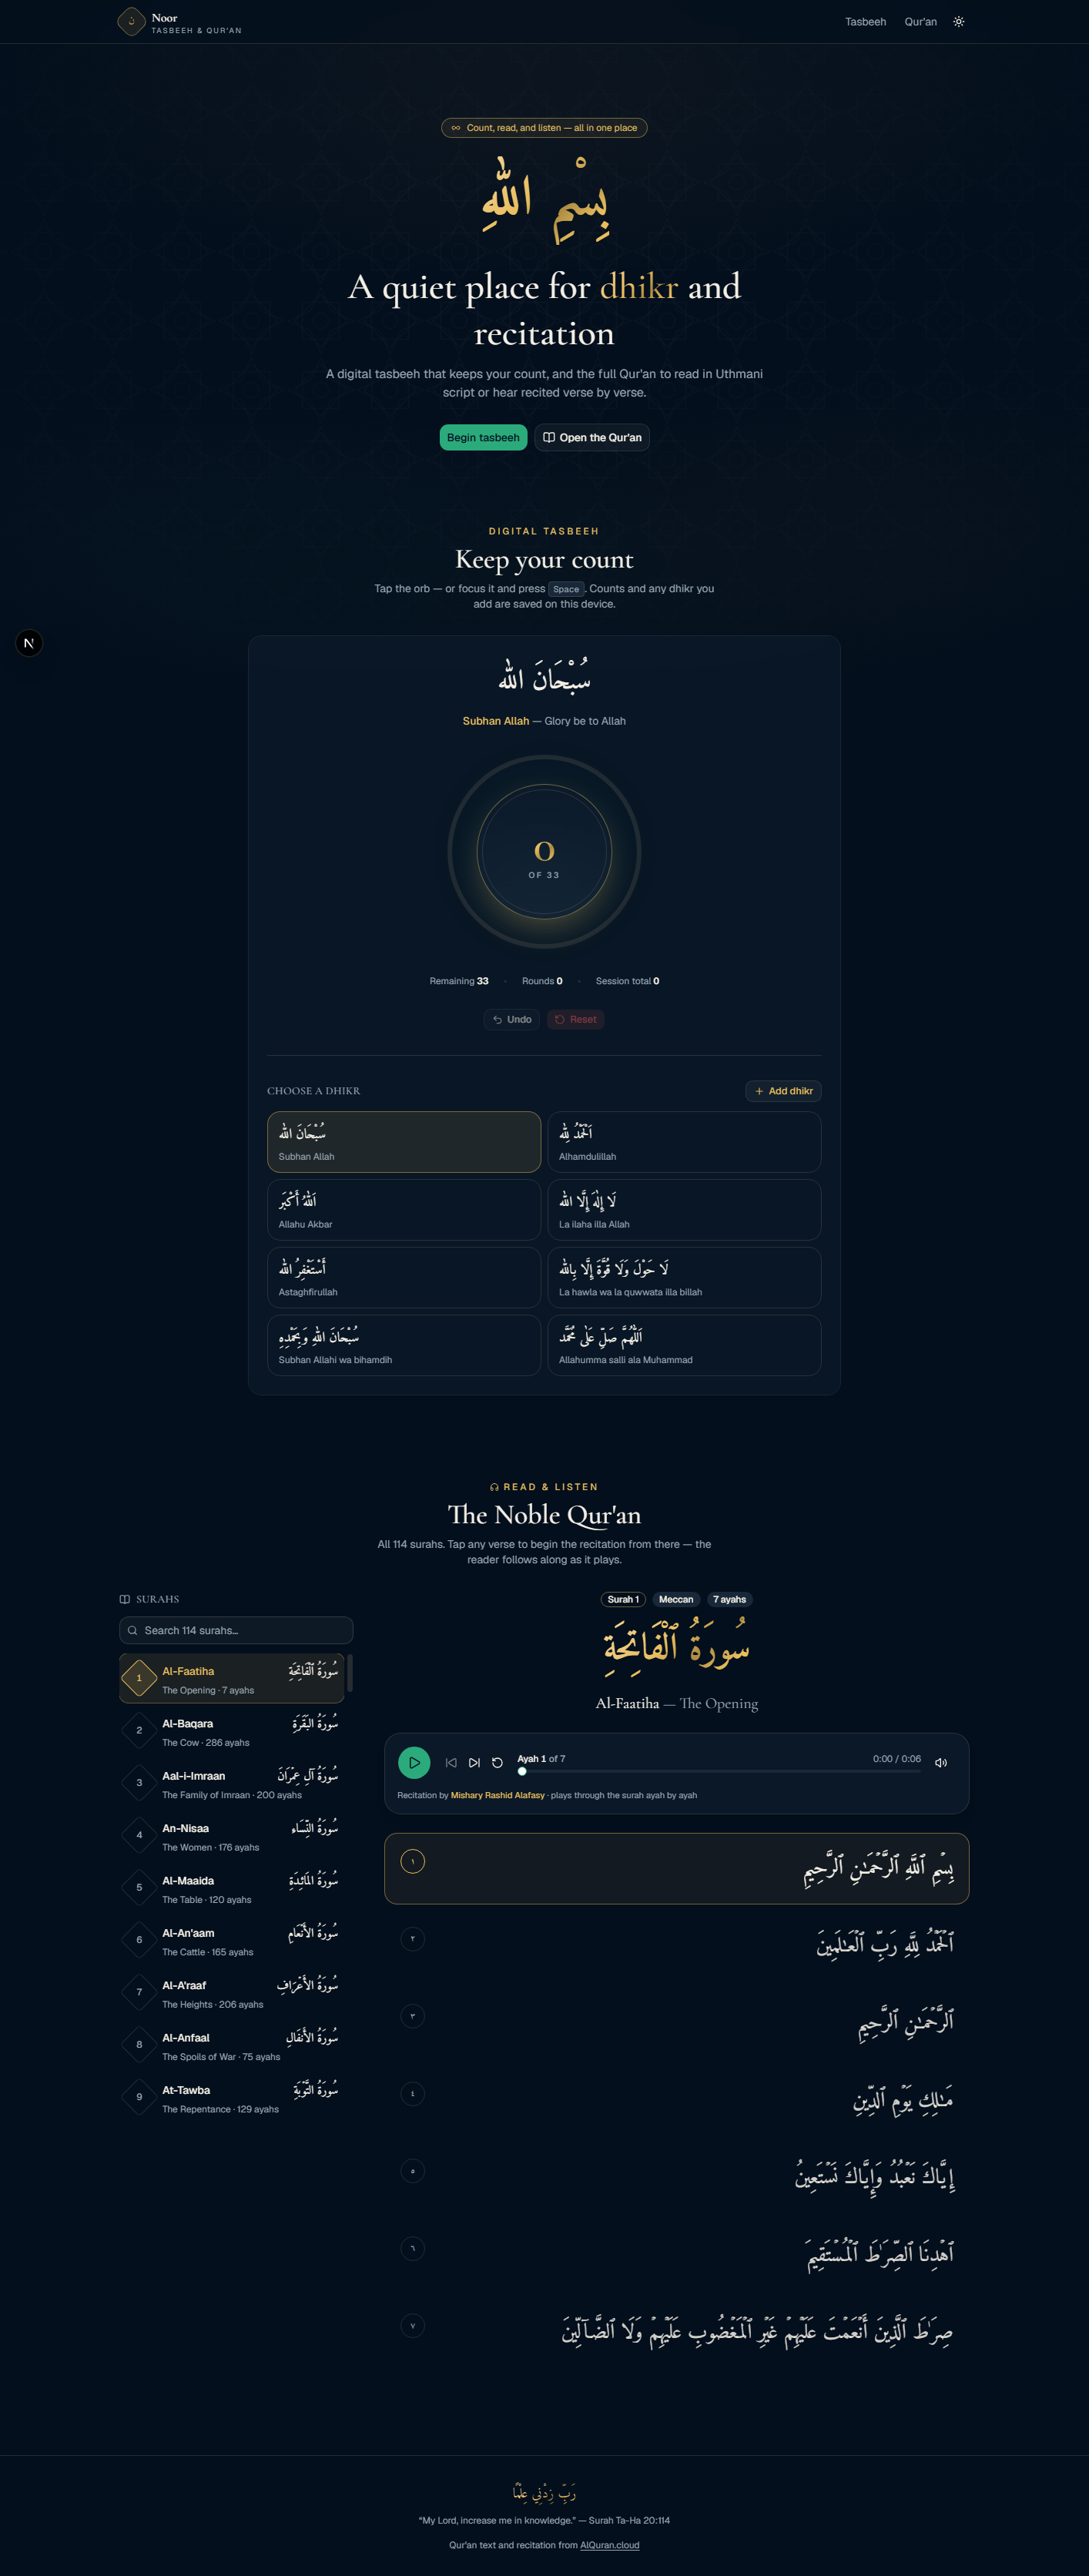 ن
Noor
TASBEEH & QUR'AN
Tasbeeh
Qur'an
Count, read, and listen — all in one place
بِسْمِ اللهِ
A quiet place for dhikr and
recitation
A digital tasbeeh that keeps your count, and the full Qur'an to read in Uthmani
script or hear recited verse by verse.
Begin tasbeeh
Open the Qur'an
DIGITAL TASBEEH
Keep your count
Tap the orb — or focus it and press Space. Counts and any dhikr you
add are saved on this device.
N
سُبْحَانَ الله
Subhan Allah — Glory be to Allah
0
OF 33
Remaining 33 · Rounds 0 · Session total 0
Undo
Reset
CHOOSE A DHIKR
Add dhikr
سُبْحَانَ الله
Subhan Allah
اَلْحَمْدُ لِلّٰهِ
Alhamdulillah
اَللهُ أَكْبَر
Allahu Akbar
لَا إِلٰهَ إِلَّا الله
La ilaha illa Allah
أَسْتَغْفِرُ الله
Astaghfirullah
لَا حَوْلَ وَلَا قُوَّةَ إِلَّا بِالله
La hawla wa la quwwata illa billah
سُبْحَانَ اللهِ وَبِحَمْدِهِ
Subhan Allahi wa bihamdih
اَللّٰهُمَّ صَلِّ عَلٰى مُحَمَّد
Allahumma salli ala Muhammad
READ & LISTEN
The Noble Qur'an
All 114 surahs. Tap any verse to begin the recitation from there — the
reader follows along as it plays.
SURAHS
Search 114 surahs...
1
Al-Faatiha
سُورَةُ ٱلْفَاتِحَةِ
The Opening · 7 ayahs
2
Al-Baqara
سُورَةُ البَقَرَةِ
The Cow · 286 ayahs
3
Aal-i-Imraan
سُورَةُ آلِ عِمۡرَانَ
The Family of Imraan · 200 ayahs
4
An-Nisaa
سُورَةُ النِّسَاءِ
The Women · 176 ayahs
5
Al-Maaida
سُورَةُ المَائـِدَةِ
The Table · 120 ayahs
6
Al-An'aam
سُورَةُ الأَنۡعَامِ
The Cattle · 165 ayahs
7
Al-A'raaf
سُورَةُ الأَعۡرَافِ
The Heights · 206 ayahs
8
Al-Anfaal
سُورَةُ الأَنفَالِ
The Spoils of War · 75 ayahs
9
At-Tawba
سُورَةُ التَّوۡبَةِ
The Repentance · 129 ayahs
Surah 1
Meccan
7 ayahs
سُورَةُ ٱلْفَاتِحَةِ
Al-Faatiha — The Opening
Ayah 1 of 7
0:00 / 0:06
Recitation by Mishary Rashid Alafasy · plays through the surah ayah by ayah
١
بِسْمِ ٱللَّهِ ٱلرَّحْمَـٰنِ ٱلرَّحِيمِ
٢
ٱلْحَمْدُ لِلَّهِ رَبِّ ٱلْعَـٰلَمِينَ
٣
ٱلرَّحْمَـٰنِ ٱلرَّحِيمِ
٤
مَـٰلِكِ يَوْمِ ٱلدِّينِ
٥
إِيَّاكَ نَعْبُدُ وَإِيَّاكَ نَسْتَعِينُ
٦
ٱهْدِنَا ٱلصِّرَٰطَ ٱلْمُسْتَقِيمَ
٧
صِرَٰطَ ٱلَّذِينَ أَنْعَمْتَ عَلَيْهِمْ غَيْرِ ٱلْمَغْضُوبِ عَلَيْهِمْ وَلَا ٱلضَّآلِّينَ
رَبِّ زِدْنِي عِلْمًا
“My Lord, increase me in knowledge.” — Surah Ta-Ha 20:114
Qur'an text and recitation from AlQuran.cloud